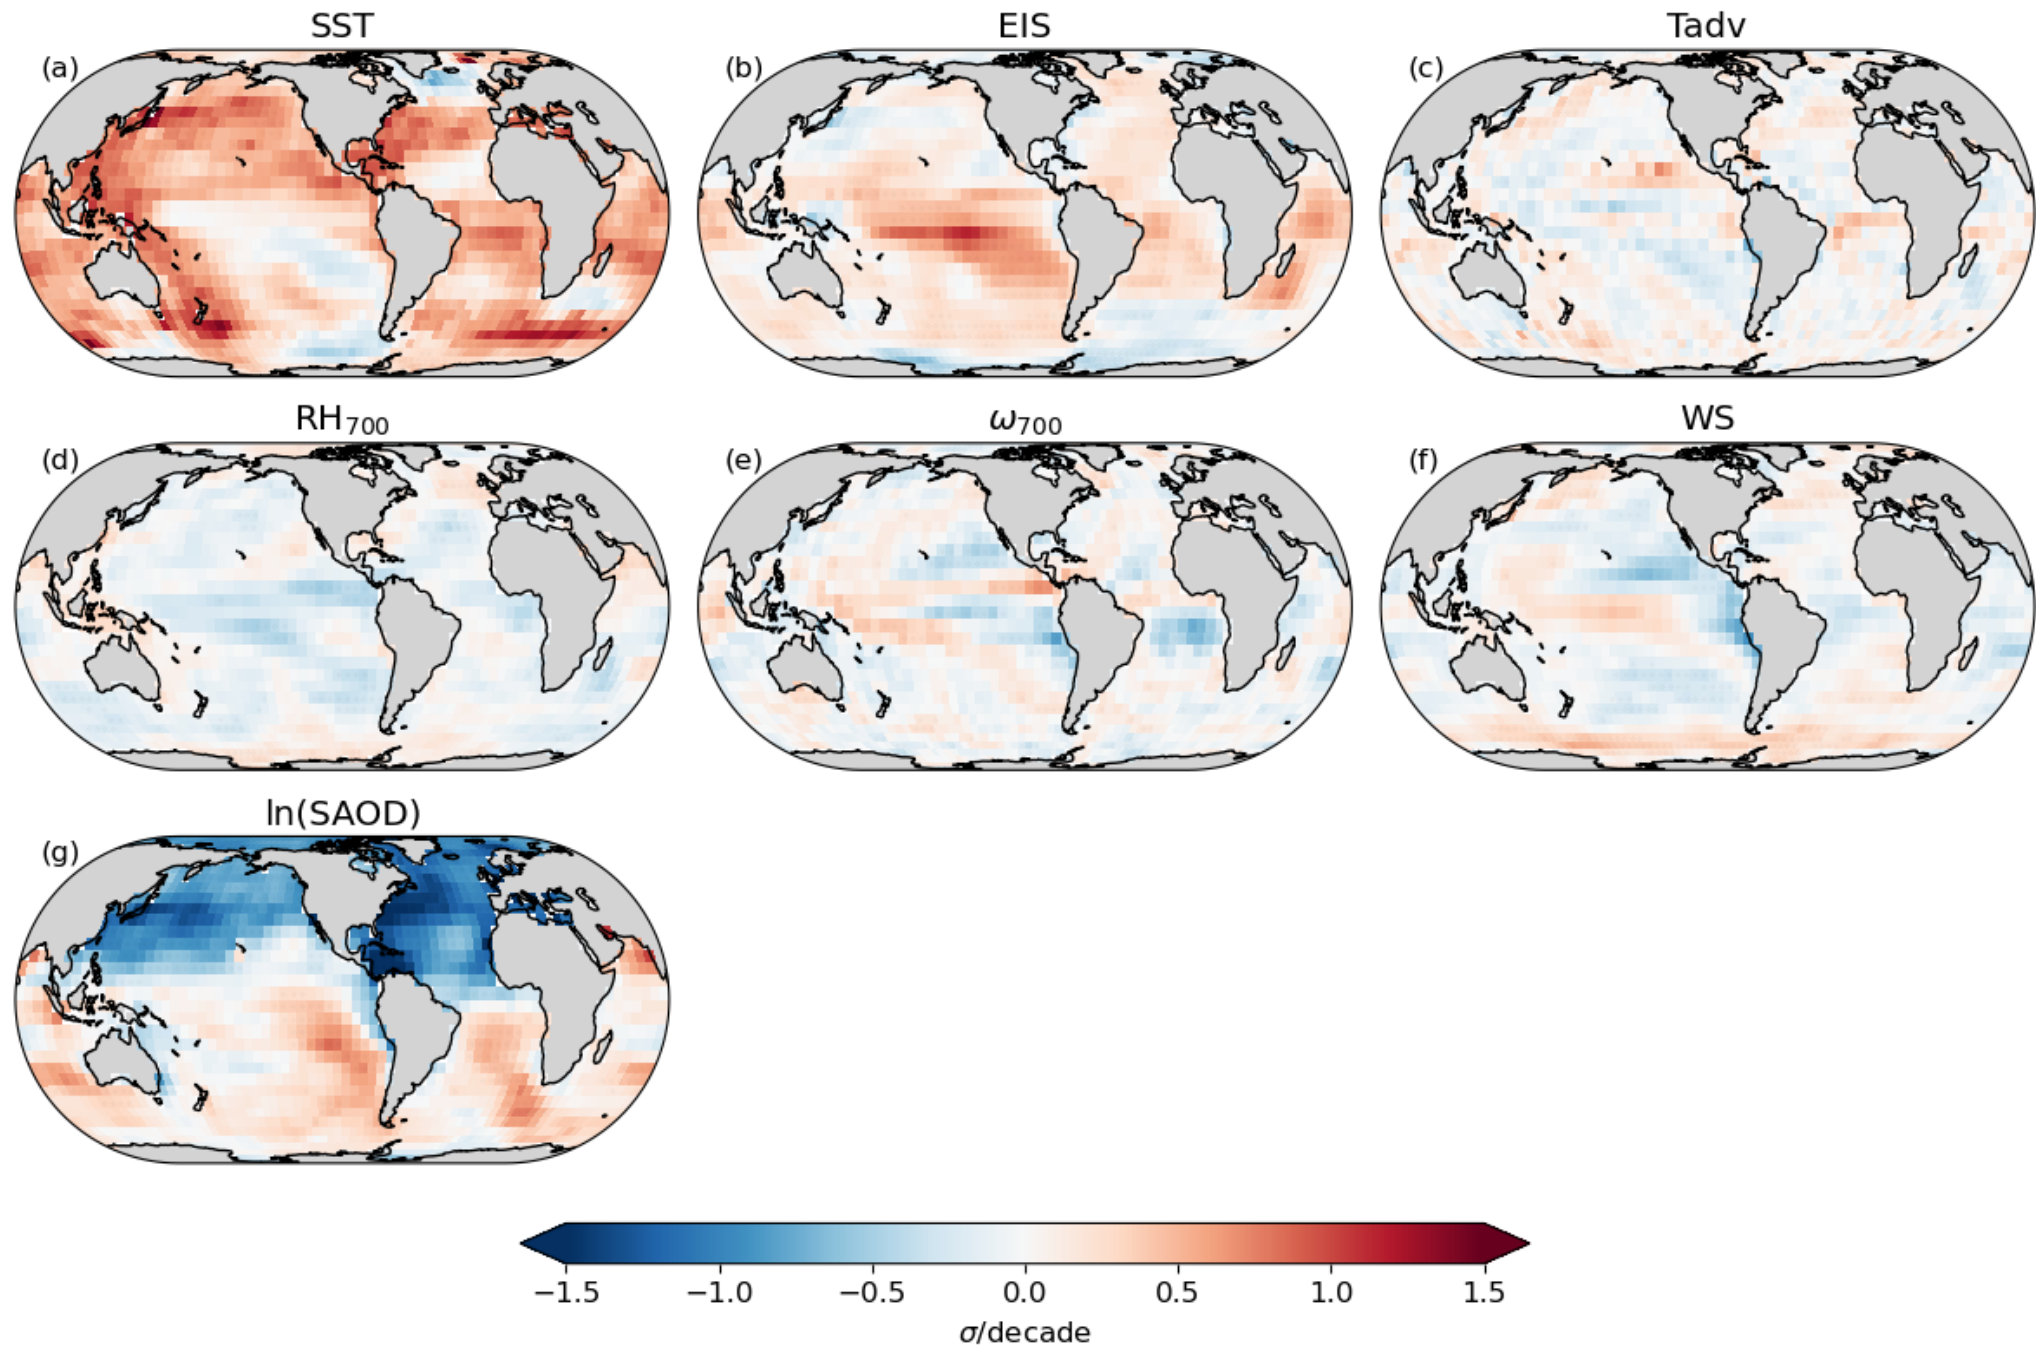 SST EIS Tadv
(a) (b) (c)
RH₇₀₀ ω₇₀₀ WS
(d) (e) (f)
ln(SAOD)
(g)
−1.5 −1.0 −0.5 0.0 0.5 1.0 1.5
σ/decade